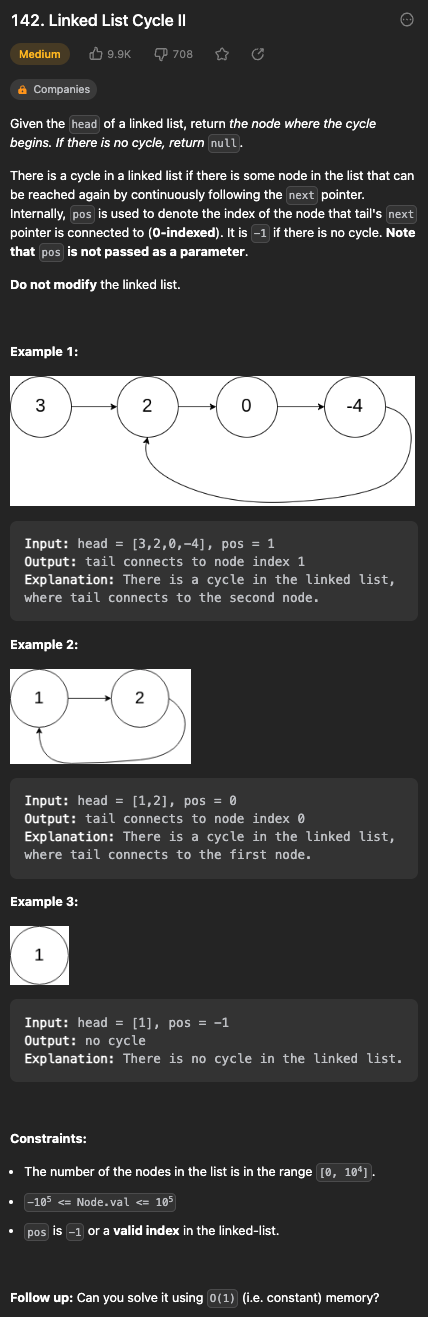 142. Linked List Cycle II
Medium 9.9K 708
Companies
Given the head of a linked list, return the node where the cycle
begins. If there is no cycle, return null.
There is a cycle in a linked list if there is some node in the list that can
be reached again by continuously following the next pointer.
Internally, pos is used to denote the index of the node that tail's next
pointer is connected to (0-indexed). It is -1 if there is no cycle. Note
that pos is not passed as a parameter.
Do not modify the linked list.
Example 1:
3 2 0 -4
Input: head = [3,2,0,-4], pos = 1
Output: tail connects to node index 1
Explanation: There is a cycle in the linked list,
where tail connects to the second node.
Example 2:
1 2
Input: head = [1,2], pos = 0
Output: tail connects to node index 0
Explanation: There is a cycle in the linked list,
where tail connects to the first node.
Example 3:
1
Input: head = [1], pos = -1
Output: no cycle
Explanation: There is no cycle in the linked list.
Constraints:
• The number of the nodes in the list is in the range [0, 10⁴].
• -10⁵ <= Node.val <= 10⁵
• pos is -1 or a valid index in the linked-list.
Follow up: Can you solve it using O(1) (i.e. constant) memory?